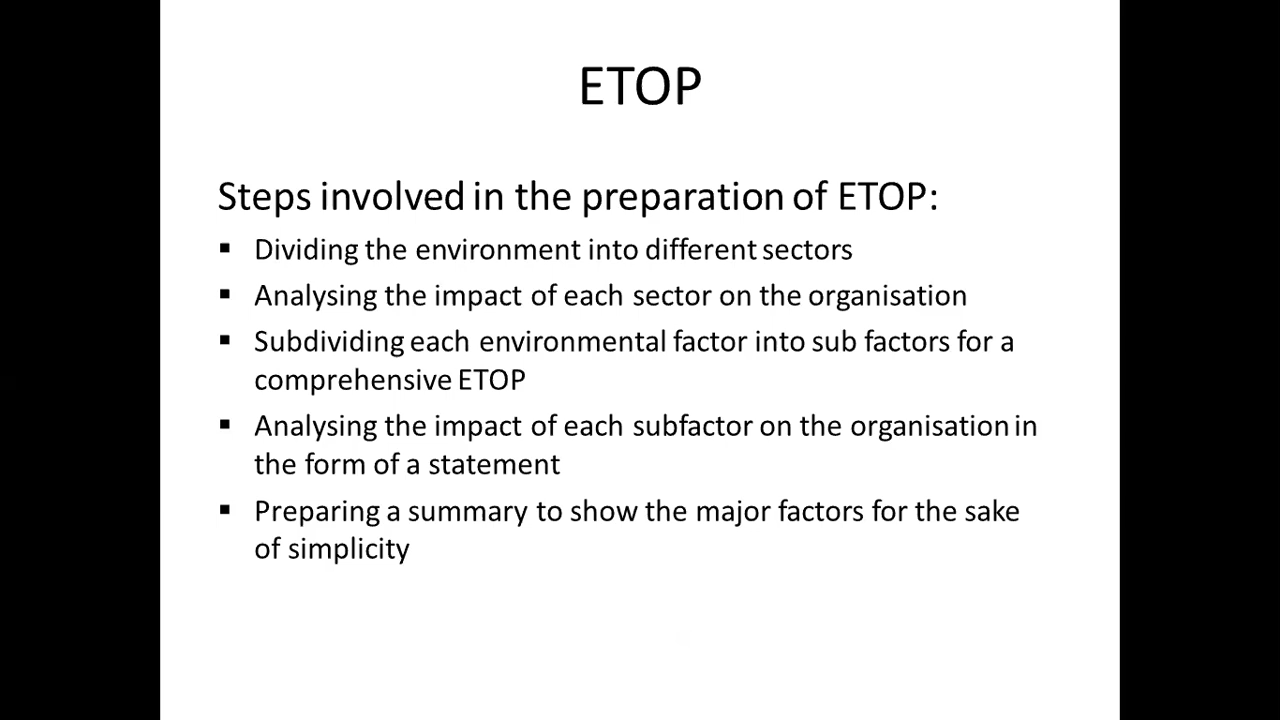 ETOP
Steps involved in the preparation of ETOP:
▪ Dividing the environment into different sectors
▪ Analysing the impact of each sector on the organisation
▪ Subdividing each environmental factor into sub factors for a
comprehensive ETOP
▪ Analysing the impact of each subfactor on the organisation in
the form of a statement
▪ Preparing a summary to show the major factors for the sake
of simplicity